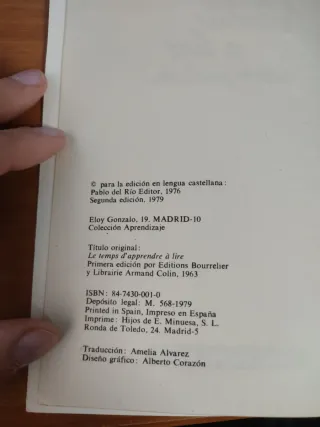 © para la edición en lengua castellana:
Pablo del Río Editor, 1976
Segunda edición, 1979
Eloy Gonzalo, 19. MADRID-10
Colección Aprendizaje
Título original:
Le temps d'apprendre à lire
Primera edición por Editions Bourrelier
y Librairie Armand Colin, 1963
ISBN: 84-7430-001-0
Depósito legal: M. 568-1979
Printed in Spain, Impreso en España
Imprime: Hijos de E. Minuesa, S. L.
Ronda de Toledo, 24. Madrid-5
Traducción: Amelia Alvarez
Diseño gráfico: Alberto Corazón